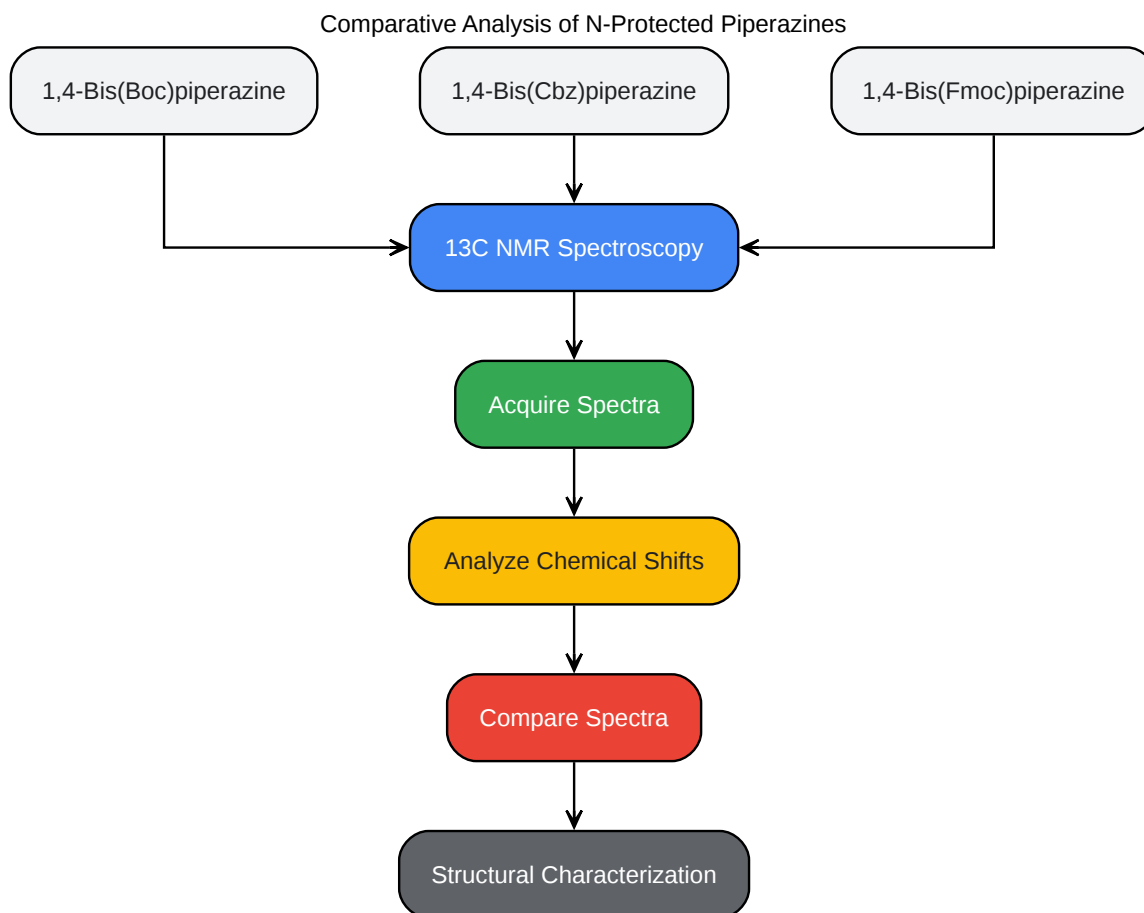 Comparative Analysis of N-Protected Piperazines
1,4-Bis(Boc)piperazine
1,4-Bis(Cbz)piperazine
1,4-Bis(Fmoc)piperazine
13C NMR Spectroscopy
Acquire Spectra
Analyze Chemical Shifts
Compare Spectra
Structural Characterization